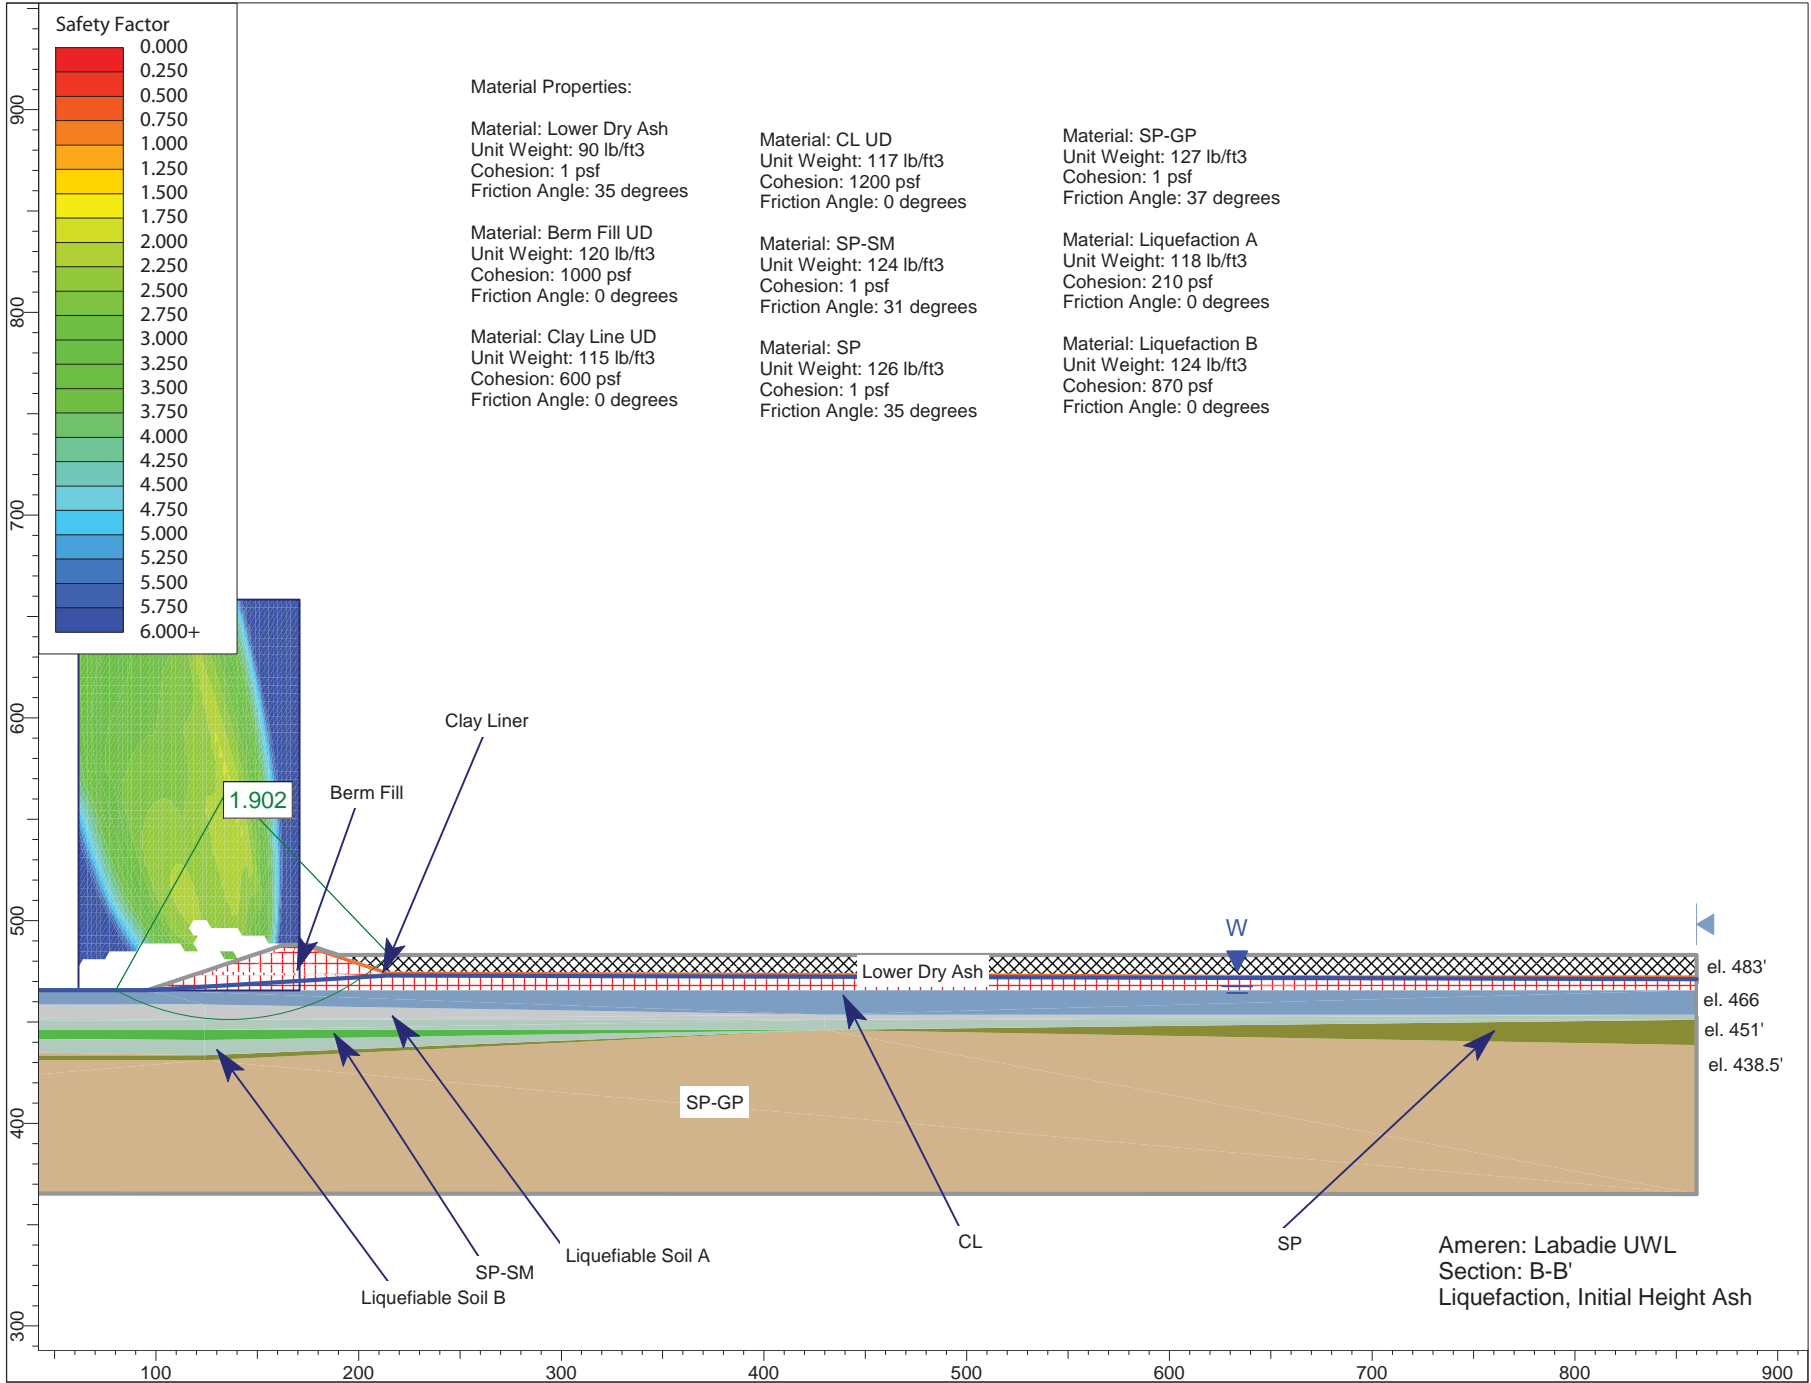 Safety Factor
0.000
0.250
0.500
0.750
1.000
1.250
1.500
1.750
2.000
2.250
2.500
2.750
3.000
3.250
3.500
3.750
4.000
4.250
4.500
4.750
5.000
5.250
5.500
5.750
6.000+
Material Properties:
Material: Lower Dry Ash
Unit Weight: 90 lb/ft3
Cohesion: 1 psf
Friction Angle: 35 degrees
Material: Berm Fill UD
Unit Weight: 120 lb/ft3
Cohesion: 1000 psf
Friction Angle: 0 degrees
Material: Clay Line UD
Unit Weight: 115 lb/ft3
Cohesion: 600 psf
Friction Angle: 0 degrees
Material: CL UD
Unit Weight: 117 lb/ft3
Cohesion: 1200 psf
Friction Angle: 0 degrees
Material: SP-SM
Unit Weight: 124 lb/ft3
Cohesion: 1 psf
Friction Angle: 31 degrees
Material: SP
Unit Weight: 126 lb/ft3
Cohesion: 1 psf
Friction Angle: 35 degrees
Material: SP-GP
Unit Weight: 127 lb/ft3
Cohesion: 1 psf
Friction Angle: 37 degrees
Material: Liquefaction A
Unit Weight: 118 lb/ft3
Cohesion: 210 psf
Friction Angle: 0 degrees
Material: Liquefaction B
Unit Weight: 124 lb/ft3
Cohesion: 870 psf
Friction Angle: 0 degrees
900
800
700
600
500
400
300
Clay Liner
Berm Fill
1.902
W
Lower Dry Ash
el. 483'
el. 466
el. 451'
el. 438.5'
SP-GP
CL
SP
Liquefiable Soil A
SP-SM
Liquefiable Soil B
Ameren: Labadie UWL
Section: B-B'
Liquefaction, Initial Height Ash
100
200
300
400
500
600
700
800
900